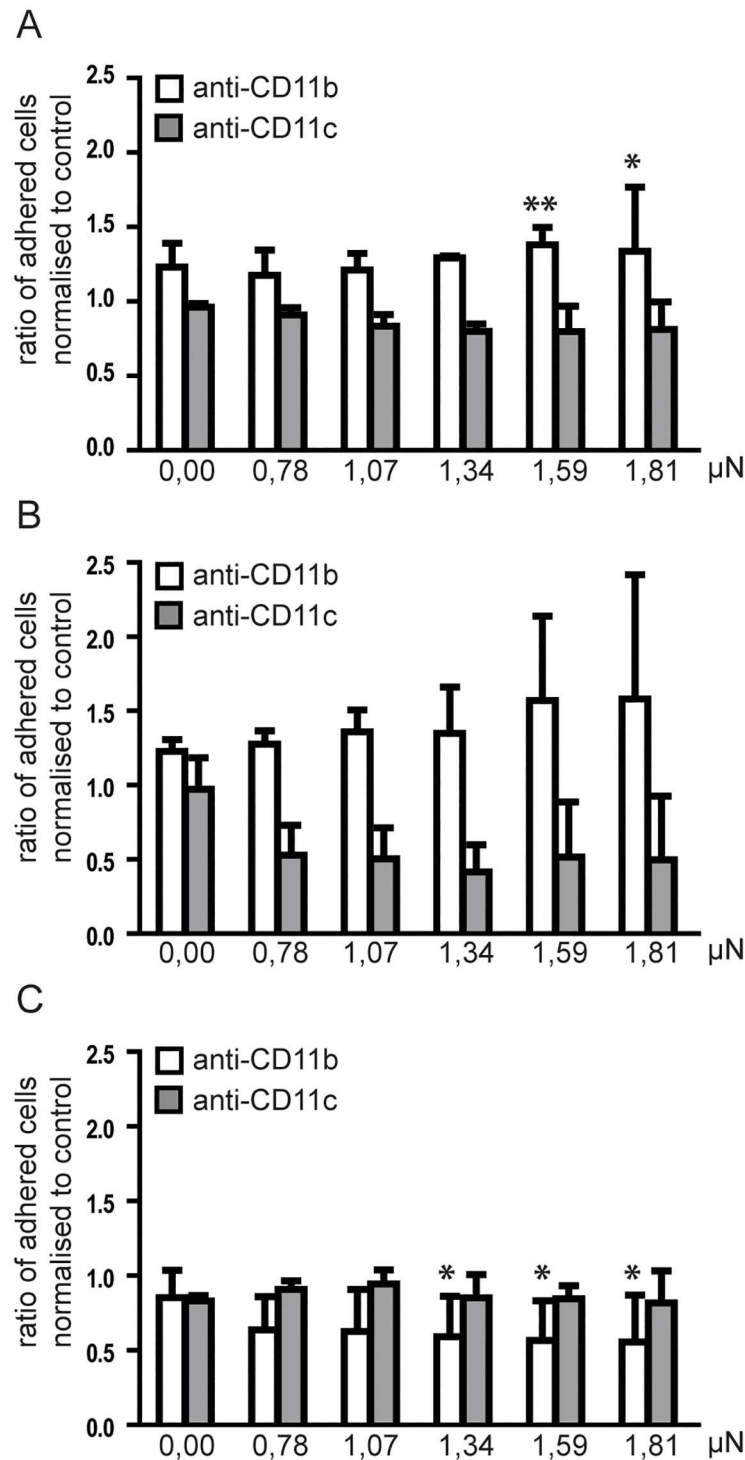 A
ratio of adhered cells
normalised to control
2.5
2.0
1.5
1.0
0.5
0.0
anti-CD11b
anti-CD11c
** *
0,00 0,78 1,07 1,34 1,59 1,81 µN
B
ratio of adhered cells
normalised to control
2.5
2.0
1.5
1.0
0.5
0.0
anti-CD11b
anti-CD11c
0,00 0,78 1,07 1,34 1,59 1,81 µN
C
ratio of adhered cells
normalised to control
2.5
2.0
1.5
1.0
0.5
0.0
anti-CD11b
anti-CD11c
* * *
0,00 0,78 1,07 1,34 1,59 1,81 µN